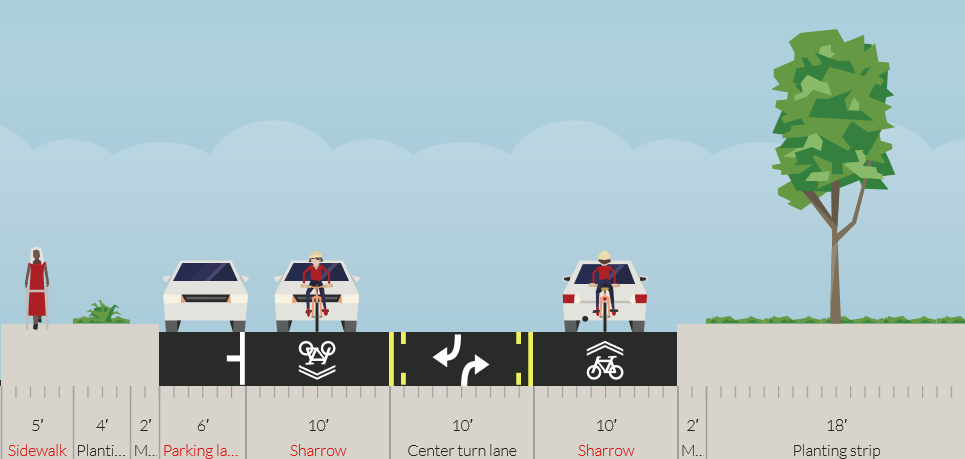 5′ 4′ 2′ 6′ 10′ 10′ 10′ 2′ 18′
Sidewalk Planti... M... Parking la... Sharrow Center turn lane Sharrow M... Planting strip